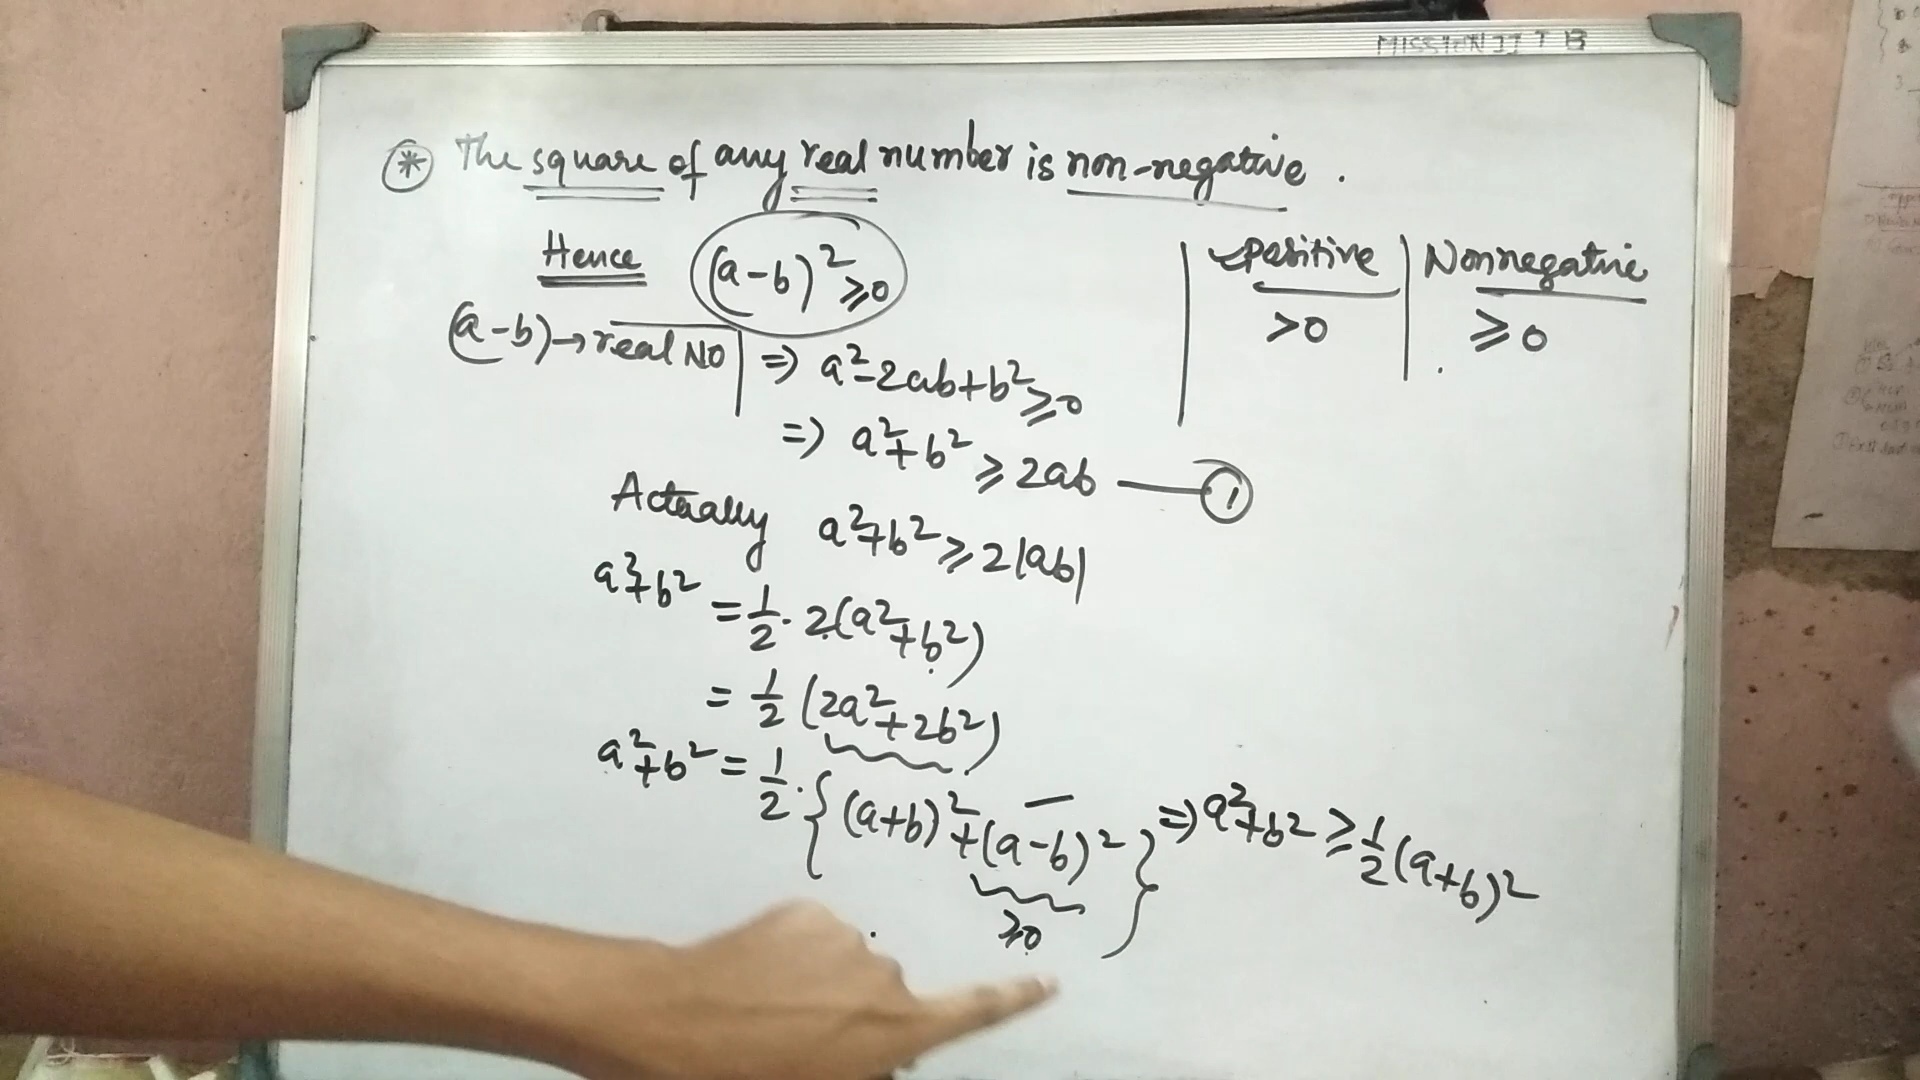 MISSION IIT B
* The square of any real number is non-negative.
Hence (a-b)² ≥0
positive | Nonnegative
>0 | ≥ 0
(a-b)→real NO
⇒ a²-2ab+b²≥0
⇒ a²+b² ≥ 2ab — 1
Actually a²+b² ≥ 2|ab|
a²+b² = 1/2 · 2(a²+b²)
= 1/2 (2a²+2b²)
a²+b² = 1/2 · {(a+b)²+(a-b)²} ⇒ a²+b² ≥ 1/2 (a+b)²
≥0